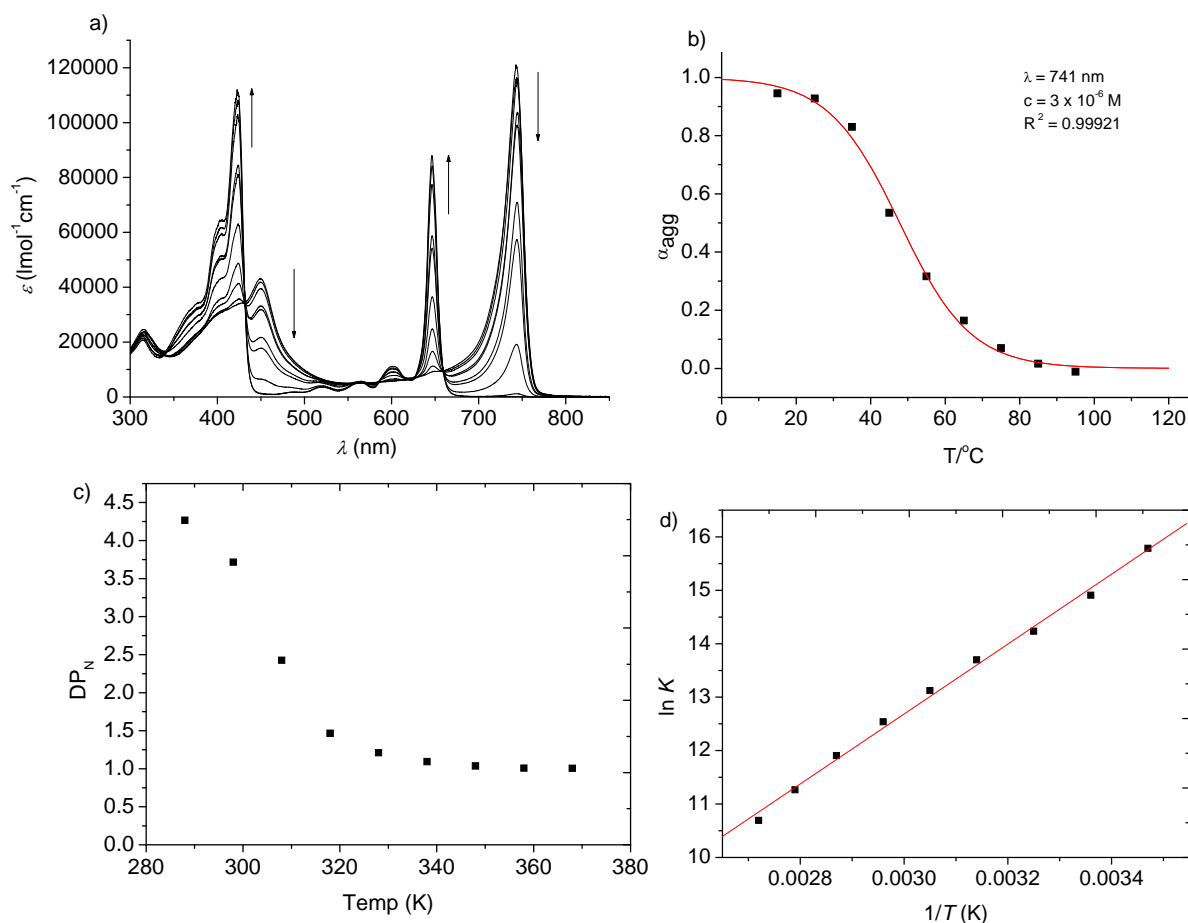 a)
120000
100000
80000
60000
40000
20000
0
ε (lmol⁻¹cm⁻¹)
300 400 500 600 700 800
λ (nm)
b)
1.0
0.8
0.6
0.4
0.2
0.0
α_agg
λ = 741 nm
c = 3 x 10⁻⁶ M
R² = 0.99921
0 20 40 60 80 100 120
T/°C
c)
4.5
4.0
3.5
3.0
2.5
2.0
1.5
1.0
0.5
0.0
DP_N
280 300 320 340 360 380
Temp (K)
d)
16
15
14
13
12
11
10
ln K
0.0028 0.0030 0.0032 0.0034
1/T (K)